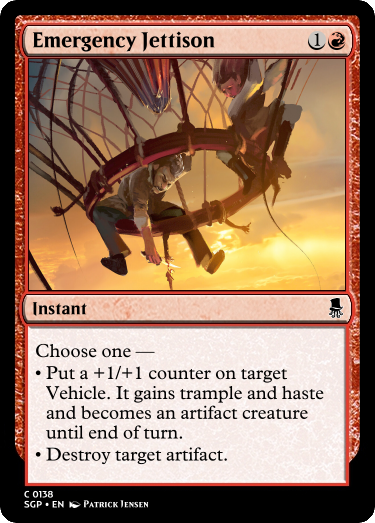 Emergency Jettison 1
Instant
Choose one —
• Put a +1/+1 counter on target
Vehicle. It gains trample and haste
and becomes an artifact creature
until end of turn.
• Destroy target artifact.
C 0138
SGP • EN Patrick Jensen